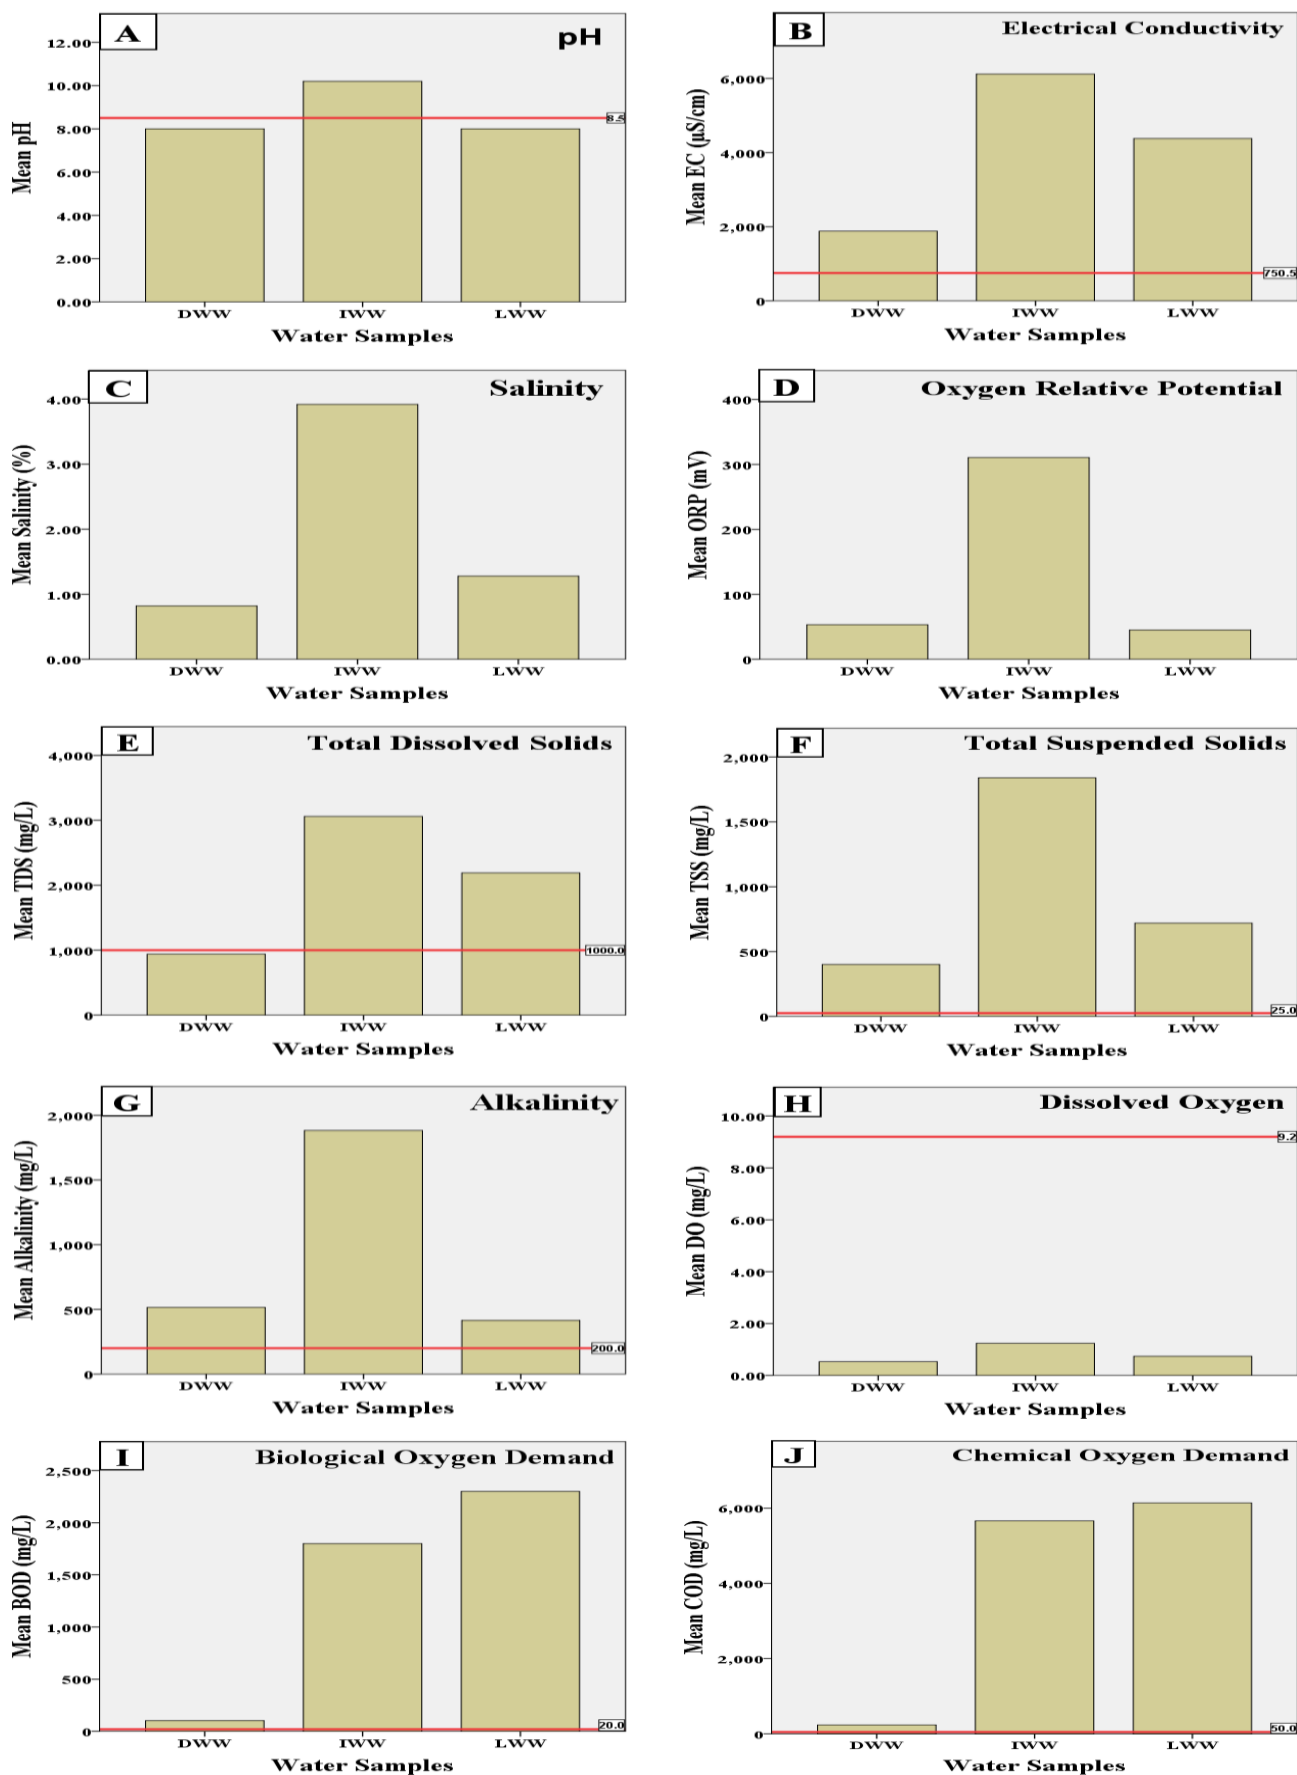 A
pH
12.00
10.00
8.00
6.00
4.00
2.00
0.00
8.5
Mean pH
DWW IWW LWW
Water Samples
B
Electrical Conductivity
6,000
4,000
2,000
0
750.5
Mean EC (µS/cm)
DWW IWW LWW
Water Samples
C
Salinity
4.00
3.00
2.00
1.00
0.00
Mean Salinity (%)
DWW IWW LWW
Water Samples
D
Oxygen Relative Potential
400
300
200
100
0
Mean ORP (mV)
DWW IWW LWW
Water Samples
E
Total Dissolved Solids
4,000
3,000
2,000
1,000
0
1000.0
Mean TDS (mg/L)
DWW IWW LWW
Water Samples
F
Total Suspended Solids
2,000
1,500
1,000
500
0
25.0
Mean TSS (mg/L)
DWW IWW LWW
Water Samples
G
Alkalinity
2,000
1,500
1,000
500
0
200.0
Mean Alkalinity (mg/L)
DWW IWW LWW
Water Samples
H
Dissolved Oxygen
10.00
8.00
6.00
4.00
2.00
0.00
9.2
Mean DO (mg/L)
DWW IWW LWW
Water Samples
I
Biological Oxygen Demand
2,500
2,000
1,500
1,000
500
0
20.0
Mean BOD (mg/L)
DWW IWW LWW
Water Samples
J
Chemical Oxygen Demand
6,000
4,000
2,000
0
50.0
Mean COD (mg/L)
DWW IWW LWW
Water Samples